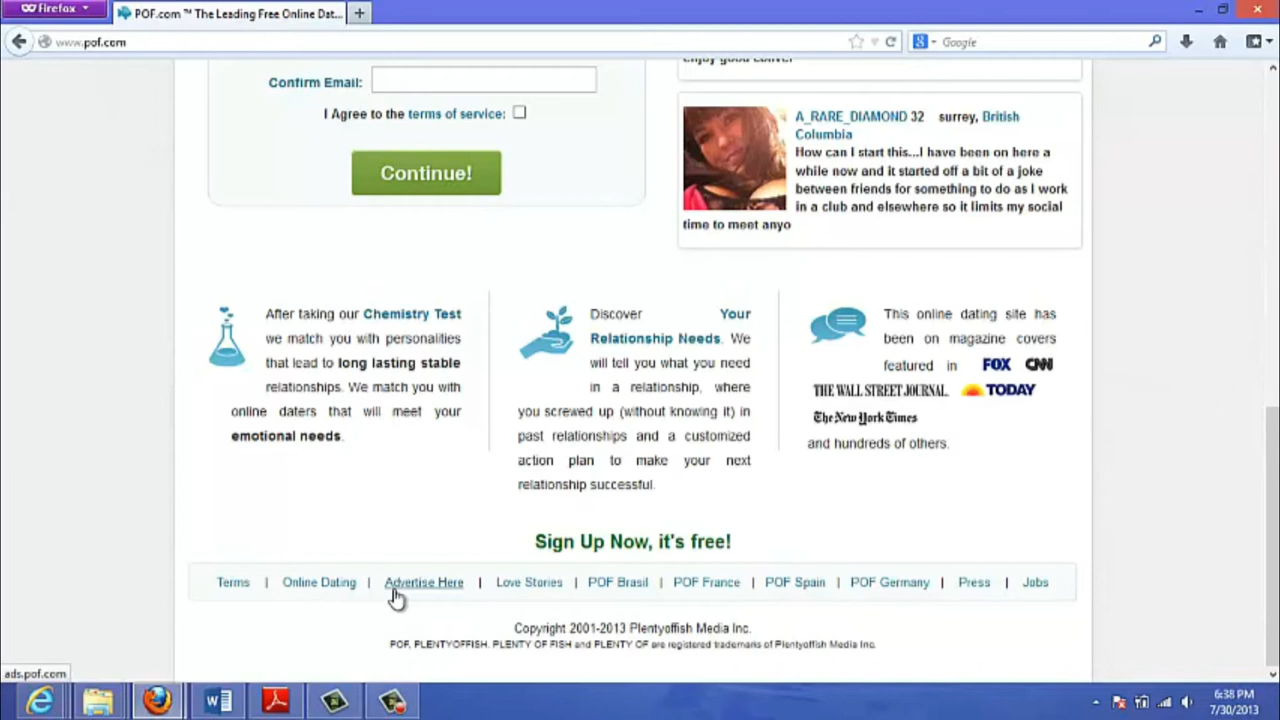 Firefox
POF.com ™ The Leading Free Online Dat...
www.pof.com
Google
Confirm Email:
I Agree to the terms of service:
Continue!
enjoy good conver
A_RARE_DIAMOND 32 surrey, British
Columbia
How can I start this...I have been on here a
while now and it started off a bit of a joke
between friends for something to do as I work
in a club and elsewhere so it limits my social
time to meet anyo
After taking our Chemistry Test
we match you with personalities
that lead to long lasting stable
relationships. We match you with
online daters that will meet your
emotional needs.
Discover Your
Relationship Needs. We
will tell you what you need
in a relationship, where
you screwed up (without knowing it) in
past relationships and a customized
action plan to make your next
relationship successful.
This online dating site has
been on magazine covers
featured in FOX CNN
THE WALL STREET JOURNAL. TODAY
The New York Times
and hundreds of others.
Sign Up Now, it's free!
Terms | Online Dating | Advertise Here | Love Stories | POF Brasil | POF France | POF Spain | POF Germany | Press | Jobs
Copyright 2001-2013 Plentyoffish Media Inc.
POF, PLENTYOFFISH. PLENTY OF FISH and PLENTY OF are registered trademarks of Plentyoffish Media Inc.
ads.pof.com
6:38 PM
7/30/2013